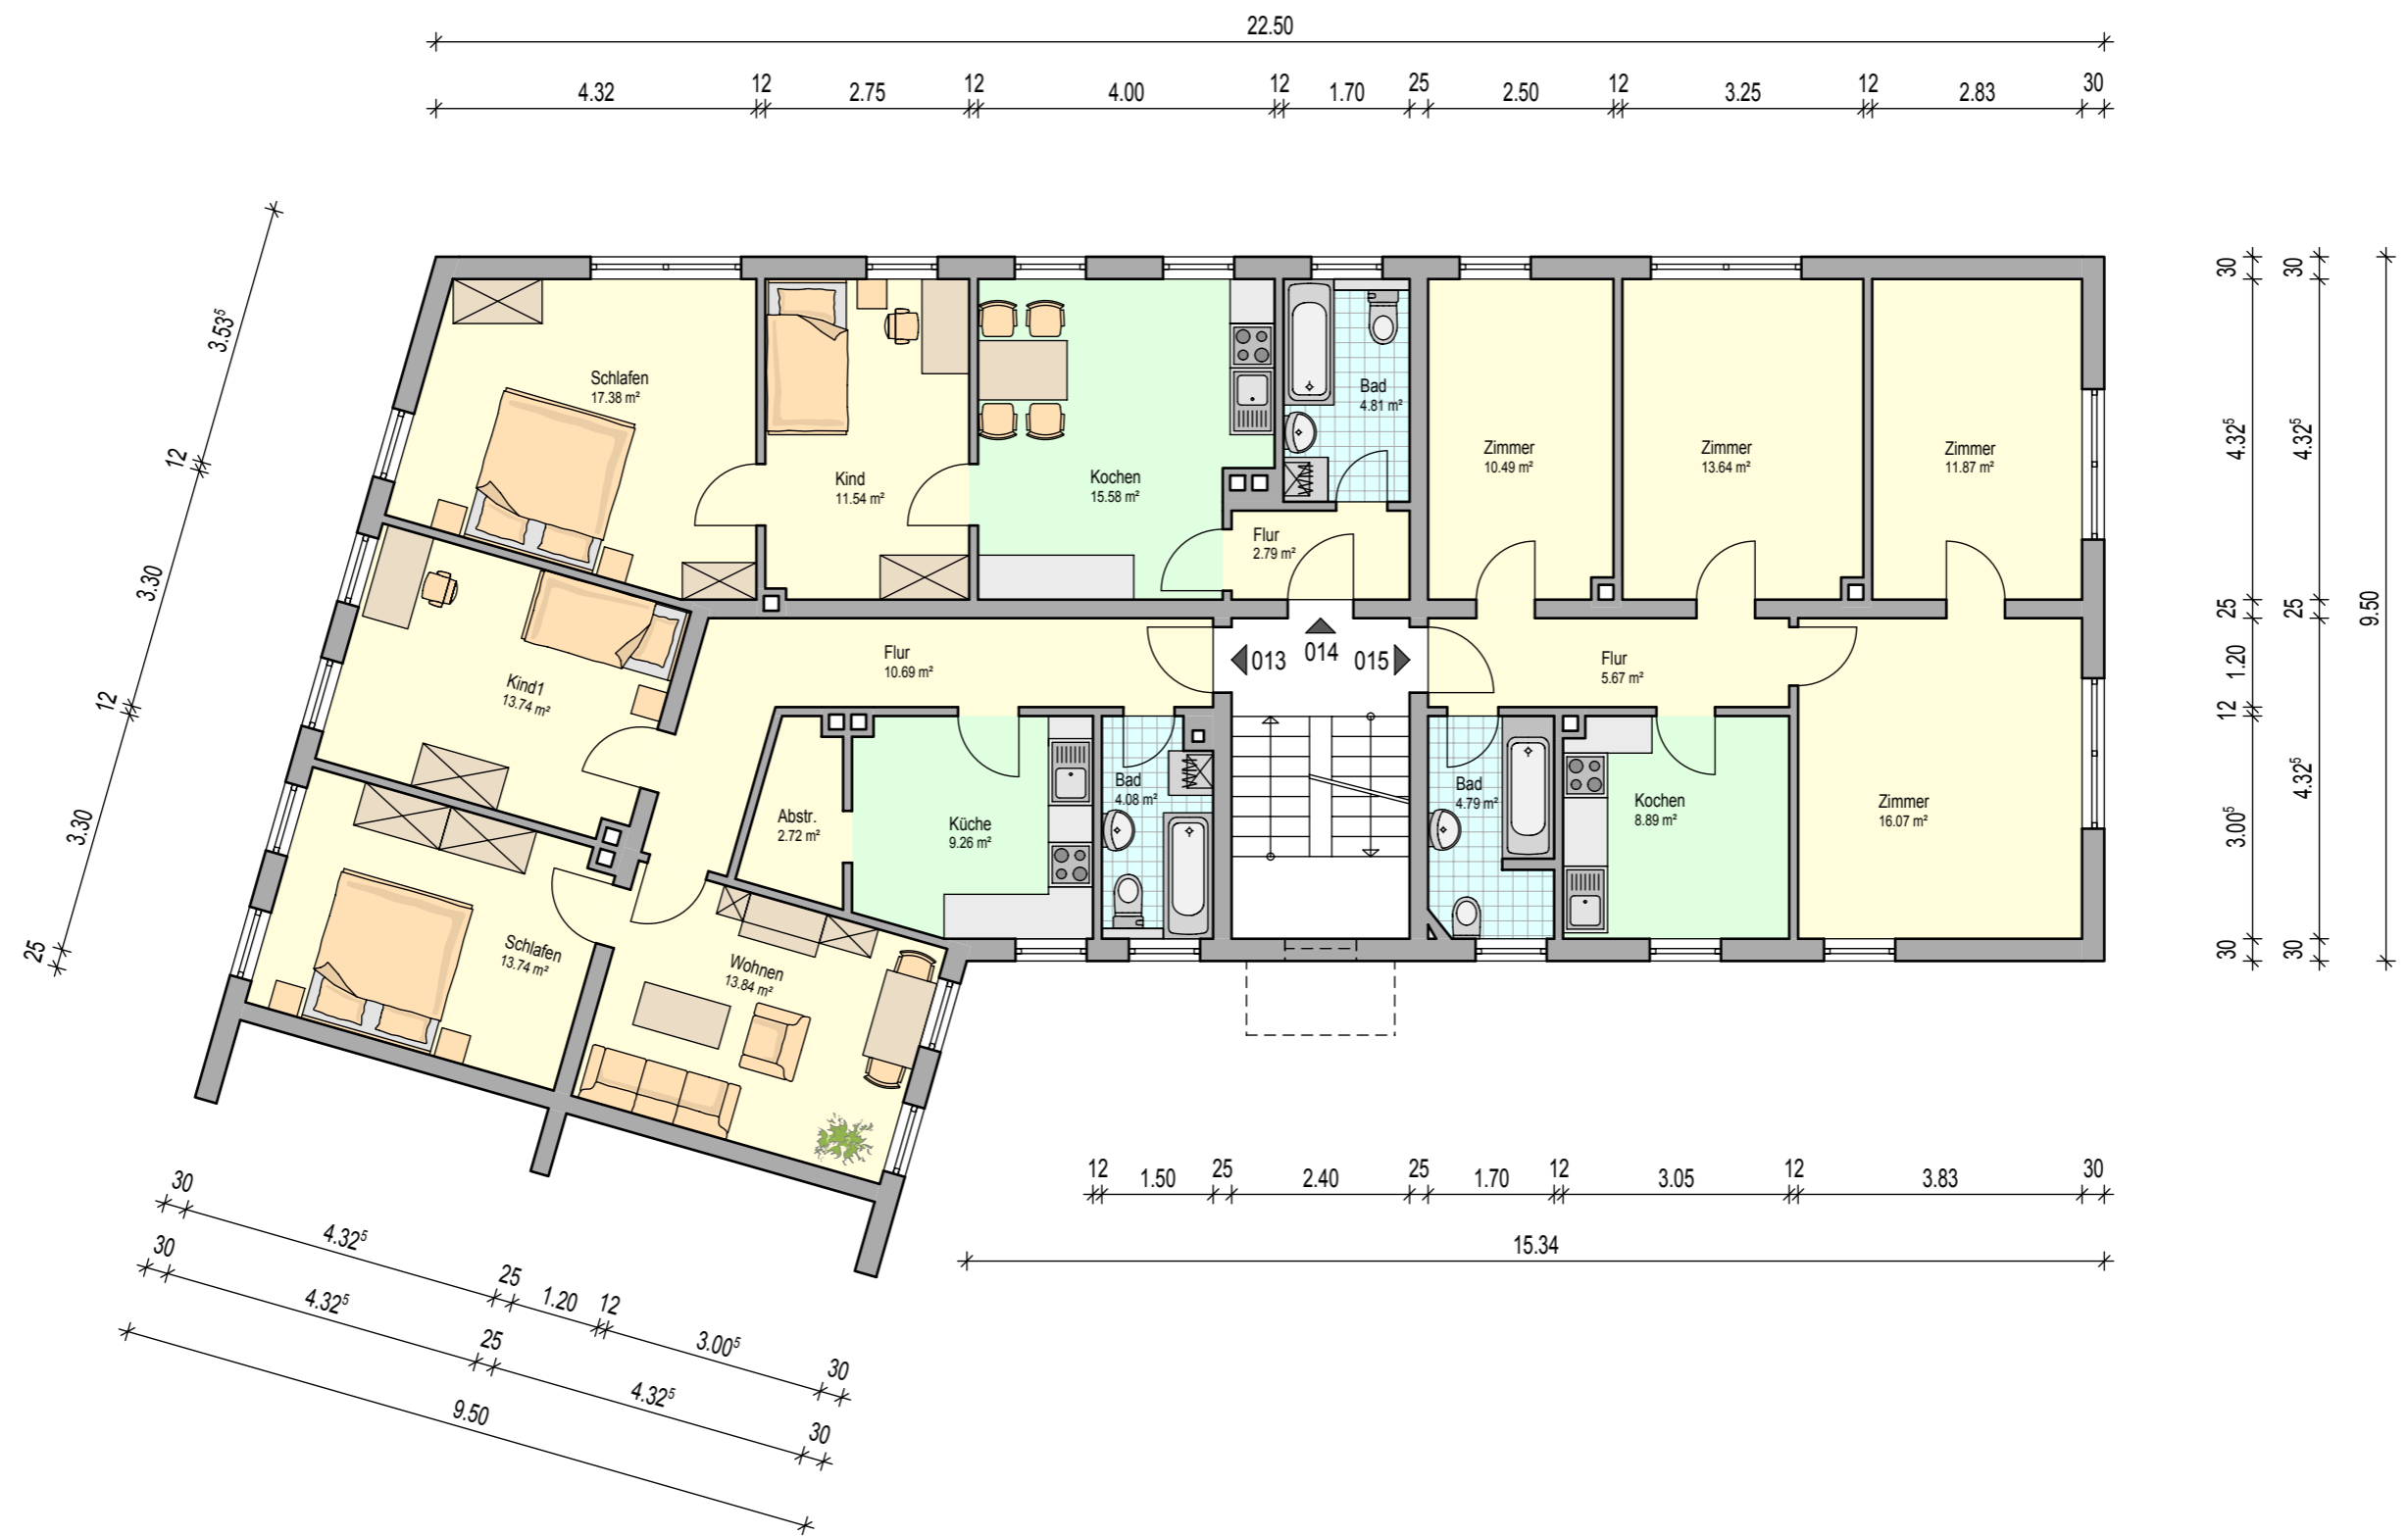 22.50
12 12 12 25 12 12 30
4.32 2.75 4.00 1.70 2.50 3.25 2.83
3.53⁵
12
3.30
12
3.30
25
30 30
4.32⁵ 4.32⁵
25 25
9.50
1.20
12
3.00⁵ 4.32⁵
30 30
Schlafen
17.38 m²
Kind
11.54 m²
Kochen
15.58 m²
Bad
4.81 m²
Flur
2.79 m²
Zimmer
10.49 m²
Zimmer
13.64 m²
Zimmer
11.87 m²
Kind1
13.74 m²
Flur
10.69 m²
013 014 015
Flur
5.67 m²
Abstr.
2.72 m²
Küche
9.26 m²
Bad
4.08 m²
Bad
4.79 m²
Kochen
8.89 m²
Zimmer
16.07 m²
Schlafen
13.74 m²
Wohnen
13.84 m²
12 25 25 12 12 30
1.50 2.40 1.70 3.05 3.83
15.34
30 4.32⁵ 25 1.20 12 3.00⁵ 30
30 4.32⁵ 25 4.32⁵ 30
9.50